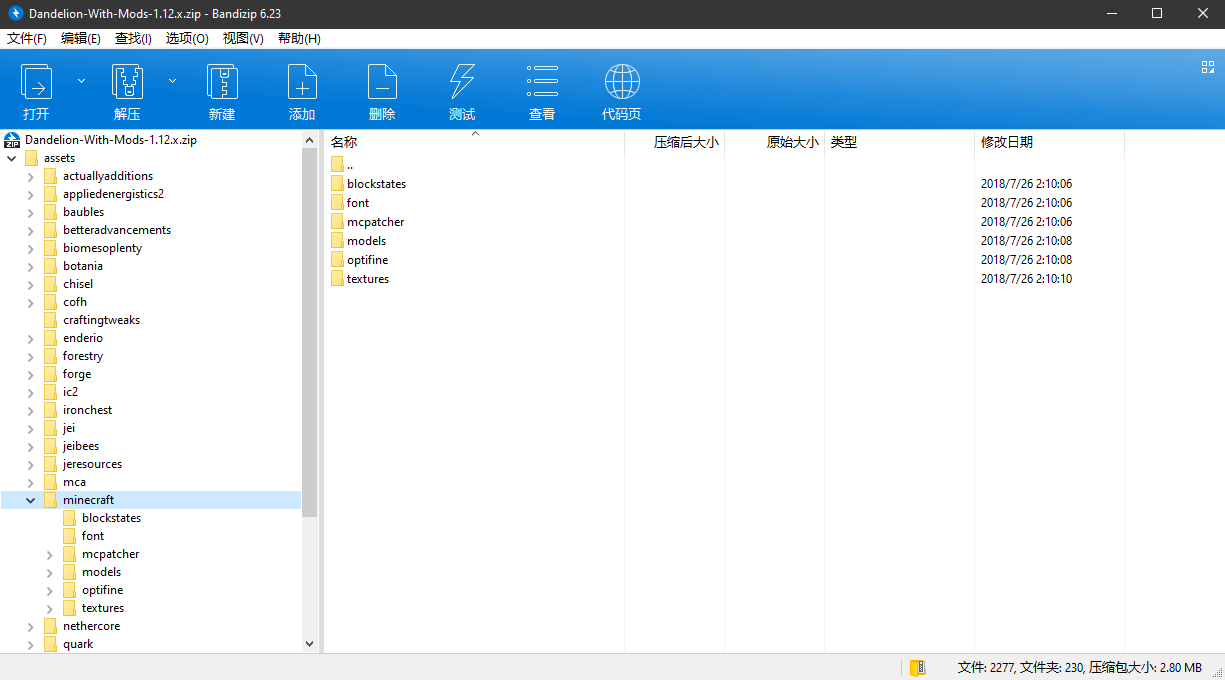 Dandelion-With-Mods-1.12.x.zip - Bandizip 6.23
文件(F) 编辑(E) 查找(I) 选项(O) 视图(V) 帮助(H)
打开 解压 新建 添加 删除 测试 查看 代码页
ZIP Dandelion-With-Mods-1.12.x.zip
assets
actuallyadditions
appliedenergistics2
baubles
betteradvancements
biomesoplenty
botania
chisel
cofh
craftingtweaks
enderio
forestry
forge
ic2
ironchest
jei
jeibees
jeresources
mca
minecraft
blockstates
font
mcpatcher
models
optifine
textures
nethercore
quark
名称 压缩后大小 原始大小 类型 修改日期
..
blockstates 2018/7/26 2:10:06
font 2018/7/26 2:10:06
mcpatcher 2018/7/26 2:10:06
models 2018/7/26 2:10:08
optifine 2018/7/26 2:10:08
textures 2018/7/26 2:10:10
文件: 2277, 文件夹: 230, 压缩包大小: 2.80 MB